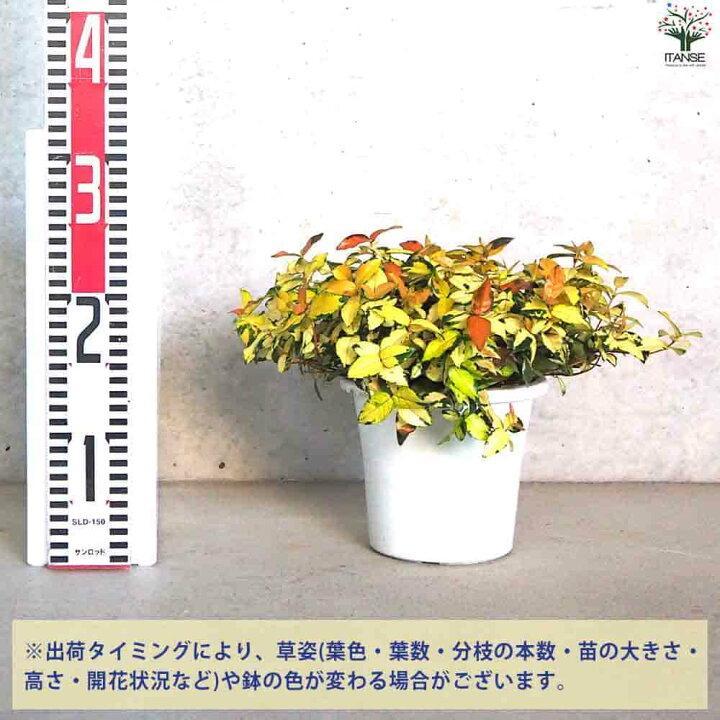 ITANSE
4
3
2
1
SLD-150
サンロッド
※出荷タイミングにより、草姿(葉色・葉数・分枝の本数・苗の大きさ・
高さ・開花状況など)や鉢の色が変わる場合がございます。